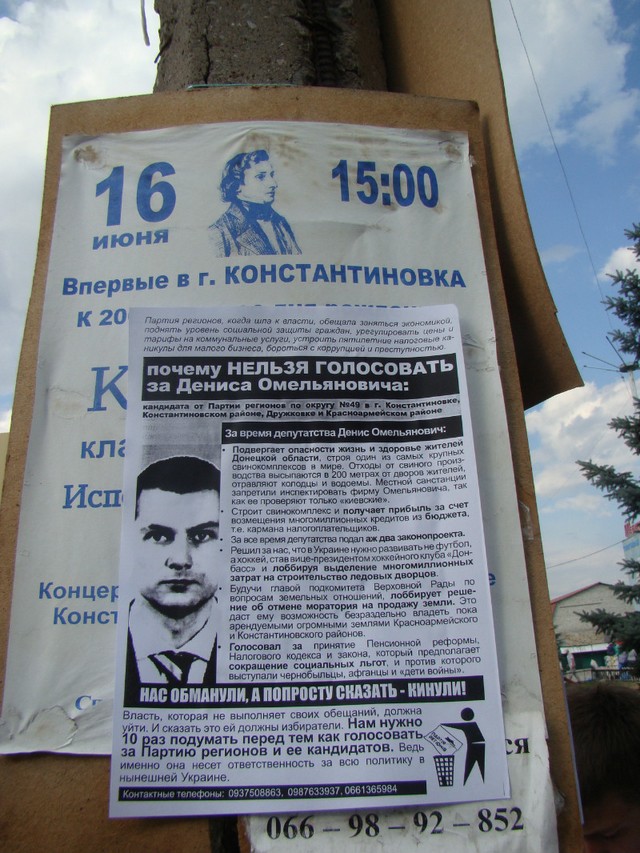 16
июня
15:00
Впервые в г. КОНСТАНТИНОВКА
к 20
К
кла
Исп
Концер
Конст
Партия регионов, когда шла к власти, обещала заняться экономикой,
поднять уровень социальной защиты граждан, урегулировать цены и
тарифы на коммунальные услуги, устроить пятилетние налоговые ка-
никулы для малого бизнеса, бороться с коррупцией и преступностью.
почему НЕЛЬЗЯ ГОЛОСОВАТЬ
за Дениса Омельяновича:
кандидата от Партии регионов по округу №49 в г. Константиновке,
Константиновском районе, Дружковке и Красноармейском районе
За время депутатства Денис Омельянович:
• Подвергает опасности жизнь и здоровье жителей
Донецкой области, строя один из самых крупных
свинокомплексов в мире. Отходы от свиного произ-
водства высыпаются в 200 метрах от дворов жителей,
отравляют колодцы и водоемы. Местной санстанции
запретили инспектировать фирму Омельяновича, так
как ее проверяют только «киевские».
• Строит свинокомплекс и получает прибыль за счет
возмещения многомиллионных кредитов из бюджета,
т.е. кармана налогоплательщиков.
• За все время депутатства подал аж два законопроекта.
• Решил за нас, что в Украине нужно развивать не футбол,
а хоккей, став вице-президентом хоккейного клуба «Дон-
басс» и лоббируя выделение многомиллионных
затрат на строительство ледовых дворцов.
• Будучи главой подкомитета Верховной Рады по
вопросам земельных отношений, лоббирует реше-
ние об отмене моратория на продажу земли. Это
даст ему возможность безраздельно владеть пока
арендуемыми огромными землями Красноармейского
и Константиновского районов.
• Голосовал за принятие Пенсионной реформы,
Налогового кодекса и закона, который предполагает
сокращение социальных льгот, и против которого
выступали чернобыльцы, афганцы и «дети войны».
НАС ОБМАНУЛИ, А ПОПРОСТУ СКАЗАТЬ - КИНУЛИ!
Власть, которая не выполняет своих обещаний, должна
уйти. И сказать это ей должны избиратели. Нам нужно
10 раз подумать перед тем как голосовать
за Партию регионов и ее кандидатов. Ведь
именно она несет ответственность за всю политику в
нынешней Украине.
Контактные телефоны: 0937508863, 0987633937, 0661365984
ся
066 – 98 – 92 – 852